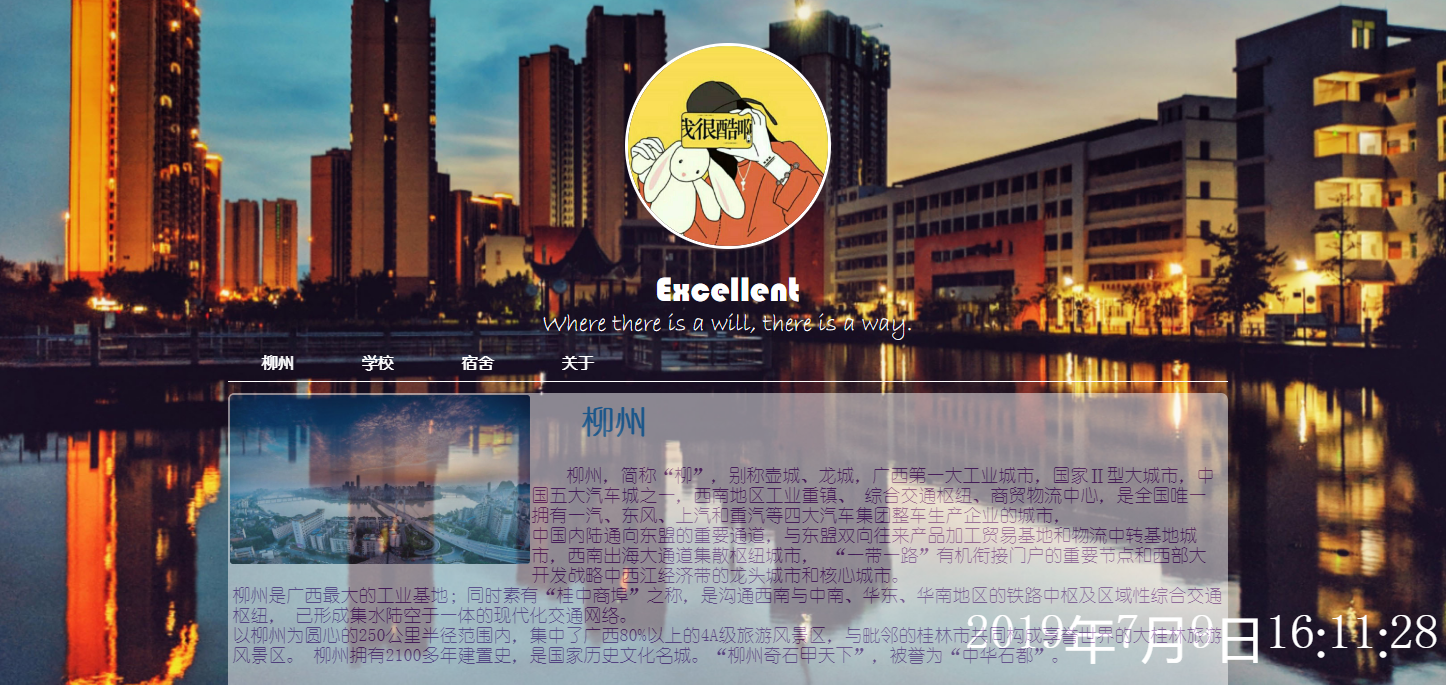 我很酷啊
Excellent
Where there is a will, there is a way.
柳州 学校 宿舍 关于
柳州
柳州，简称“柳”，别称壶城、龙城，广西第一大工业城市，国家Ⅱ型大城市，中
国五大汽车城之一，西南地区工业重镇、 综合交通枢纽、商贸物流中心，是全国唯一
拥有一汽、东风、上汽和重汽等四大汽车集团整车生产企业的城市，
中国内陆通向东盟的重要通道，与东盟双向往来产品加工贸易基地和物流中转基地城
市，西南出海大通道集散枢纽城市， “一带一路”有机衔接门户的重要节点和西部大
开发战略中西江经济带的龙头城市和核心城市。
柳州是广西最大的工业基地；同时素有“桂中商埠”之称，是沟通西南与中南、华东、华南地区的铁路中枢及区域性综合交通
枢纽， 已形成集水陆空于一体的现代化交通网络。
以柳州为圆心的250公里半径范围内，集中了广西80%以上的4A级旅游风景区，与毗邻的桂林市共同构成享誉世界的大桂林旅游
风景区。 柳州拥有2100多年建置史，是国家历史文化名城。“柳州奇石甲天下”，被誉为“中华石都”。
2019年7月9日16:11:28